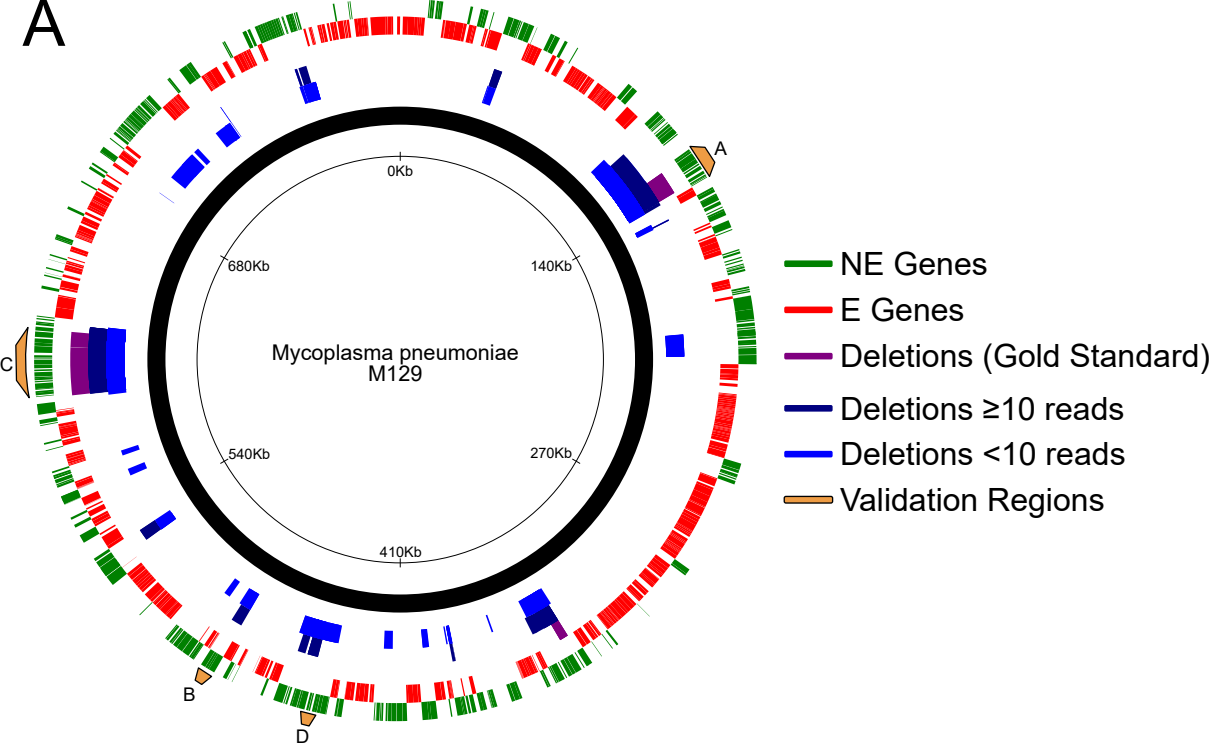 A
A
0Kb
680Kb
140Kb
NE Genes
E Genes
Mycoplasma pneumoniae
M129
Deletions (Gold Standard)
C
Deletions ≥10 reads
540Kb
270Kb
Deletions <10 reads
Validation Regions
410Kb
B
D